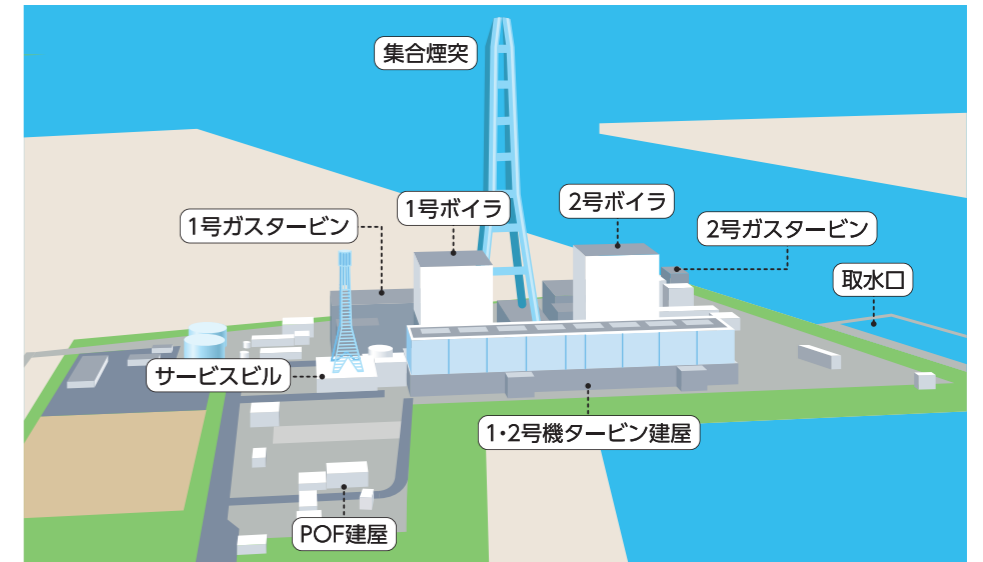 集合煙突
1号ボイラ
2号ボイラ
1号ガスタービン
2号ガスタービン
取水口
サービスビル
1・2号機タービン建屋
POF建屋